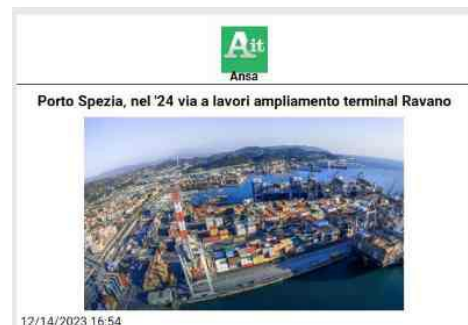 Ait
Ansa
Porto Spezia, nel '24 via a lavori ampliamento terminal Ravano
12/14/2023 16:54